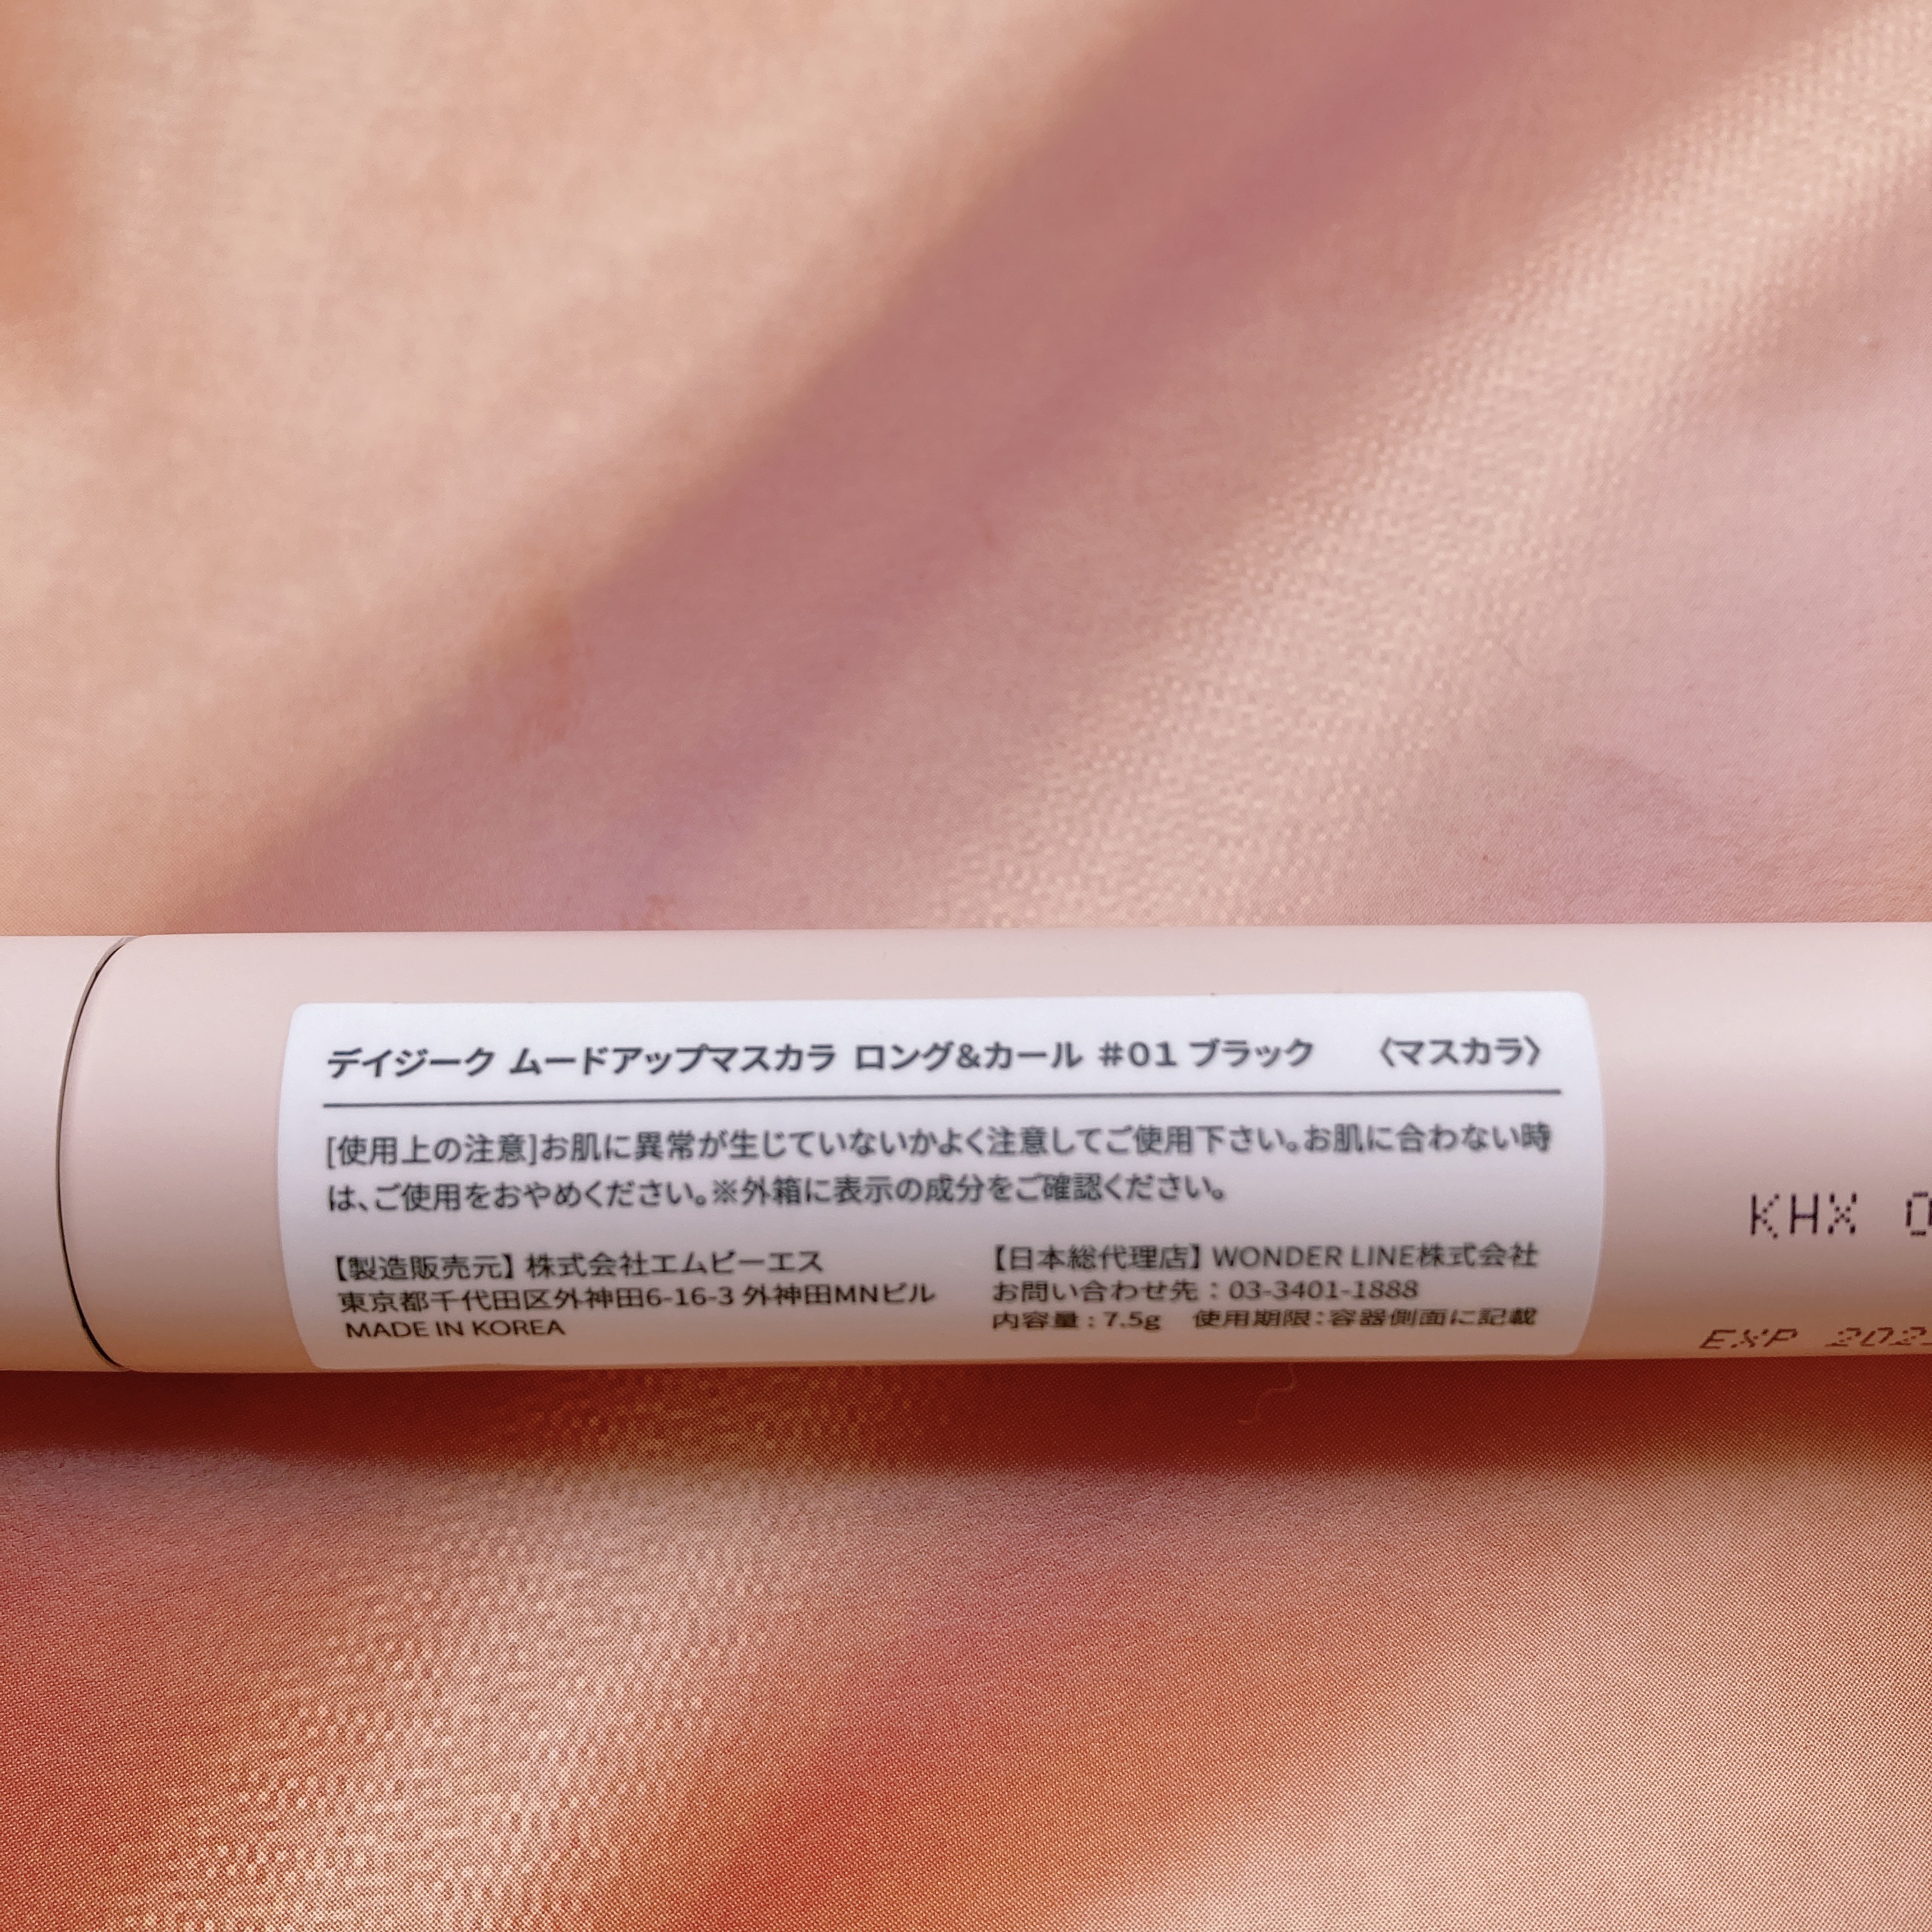 デイジーク ムードアップマスカラ ロング&カール #01 ブラック 〈マスカラ〉
[使用上の注意]お肌に異常が生じていないかよく注意してご使用下さい。お肌に合わない時
は、ご使用をおやめください。※外箱に表示の成分をご確認ください。
【製造販売元】株式会社エムビーエス
東京都千代田区外神田6-16-3 外神田MNビル
MADE IN KOREA
【日本総代理店】WONDER LINE株式会社
お問い合わせ先：03-3401-1888
内容量：7.5g 使用期限：容器側面に記載
KHX
EXP